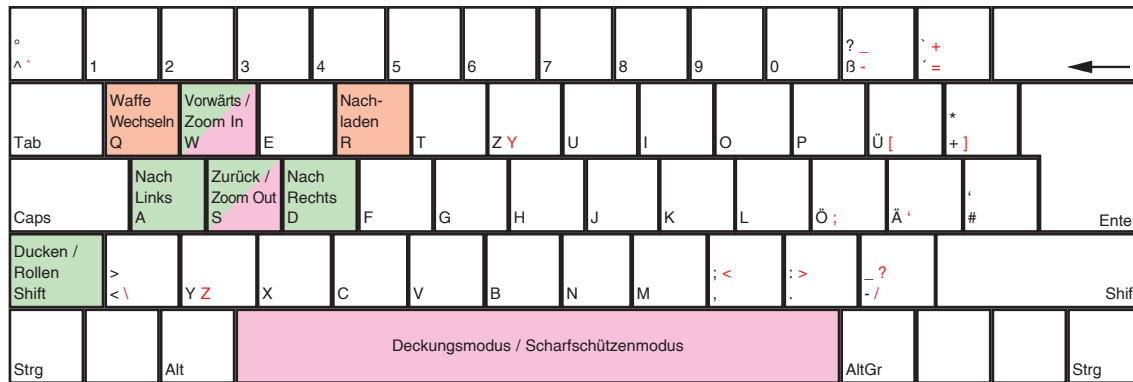 °
^ `
1
2
3
4
5
6
7
8
9
0
? _
ß -
` +
´ =
Tab
Waffe
Wechseln
Q
Vorwärts /
Zoom In
W
E
Nach-
laden
R
T
Z Y
U
I
O
P
Ü [
*
+ ]
Caps
Nach
Links
A
Zurück /
Zoom Out
S
Nach
Rechts
D
F
G
H
J
K
L
Ö ;
Ä '
'
#
Enter
Ducken /
Rollen
Shift
>
< \
Y Z
X
C
V
B
N
M
; <
,
: >
.
_ ?
- /
Shif
Strg
Alt
Deckungsmodus / Scharfschützenmodus
AltGr
Strg